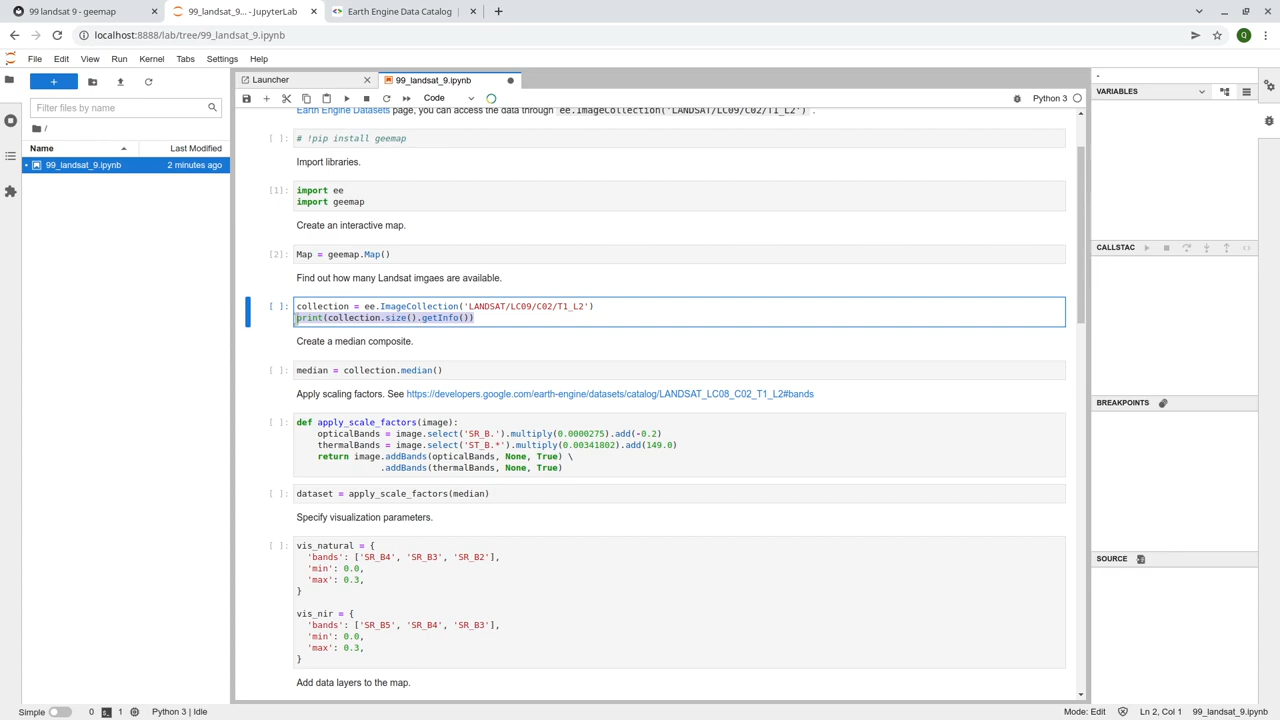 99 landsat 9 - geemap
99_landsat_9... - JupyterLab
Earth Engine Data Catalog
localhost:8888/lab/tree/99_landsat_9.ipynb
Q
File Edit View Run Kernel Tabs Settings Help
Filter files by name
/
Name Last Modified
99_landsat_9.ipynb 2 minutes ago
Launcher
99_landsat_9.ipynb
Code
Python 3
Earth Engine Datasets page, you can access the data through ee.ImageCollection('LANDSAT/LC09/C02/T1_L2') .
[ ]: # !pip install geemap
Import libraries.
[1]: import ee
import geemap
Create an interactive map.
[2]: Map = geemap.Map()
Find out how many Landsat imgaes are available.
[ ]: collection = ee.ImageCollection('LANDSAT/LC09/C02/T1_L2')
print(collection.size().getInfo())
Create a median composite.
[ ]: median = collection.median()
Apply scaling factors. See https://developers.google.com/earth-engine/datasets/catalog/LANDSAT_LC08_C02_T1_L2#bands
[ ]: def apply_scale_factors(image):
opticalBands = image.select('SR_B.').multiply(0.0000275).add(-0.2)
thermalBands = image.select('ST_B.*').multiply(0.00341802).add(149.0)
return image.addBands(opticalBands, None, True) \
.addBands(thermalBands, None, True)
[ ]: dataset = apply_scale_factors(median)
Specify visualization parameters.
[ ]: vis_natural = {
'bands': ['SR_B4', 'SR_B3', 'SR_B2'],
'min': 0.0,
'max': 0.3,
}
vis_nir = {
'bands': ['SR_B5', 'SR_B4', 'SR_B3'],
'min': 0.0,
'max': 0.3,
}
Add data layers to the map.
-
VARIABLES
CALLSTAC
BREAKPOINTS
SOURCE
Simple 0 1 Python 3 | Idle
Mode: Edit Ln 2, Col 1 99_landsat_9.ipynb